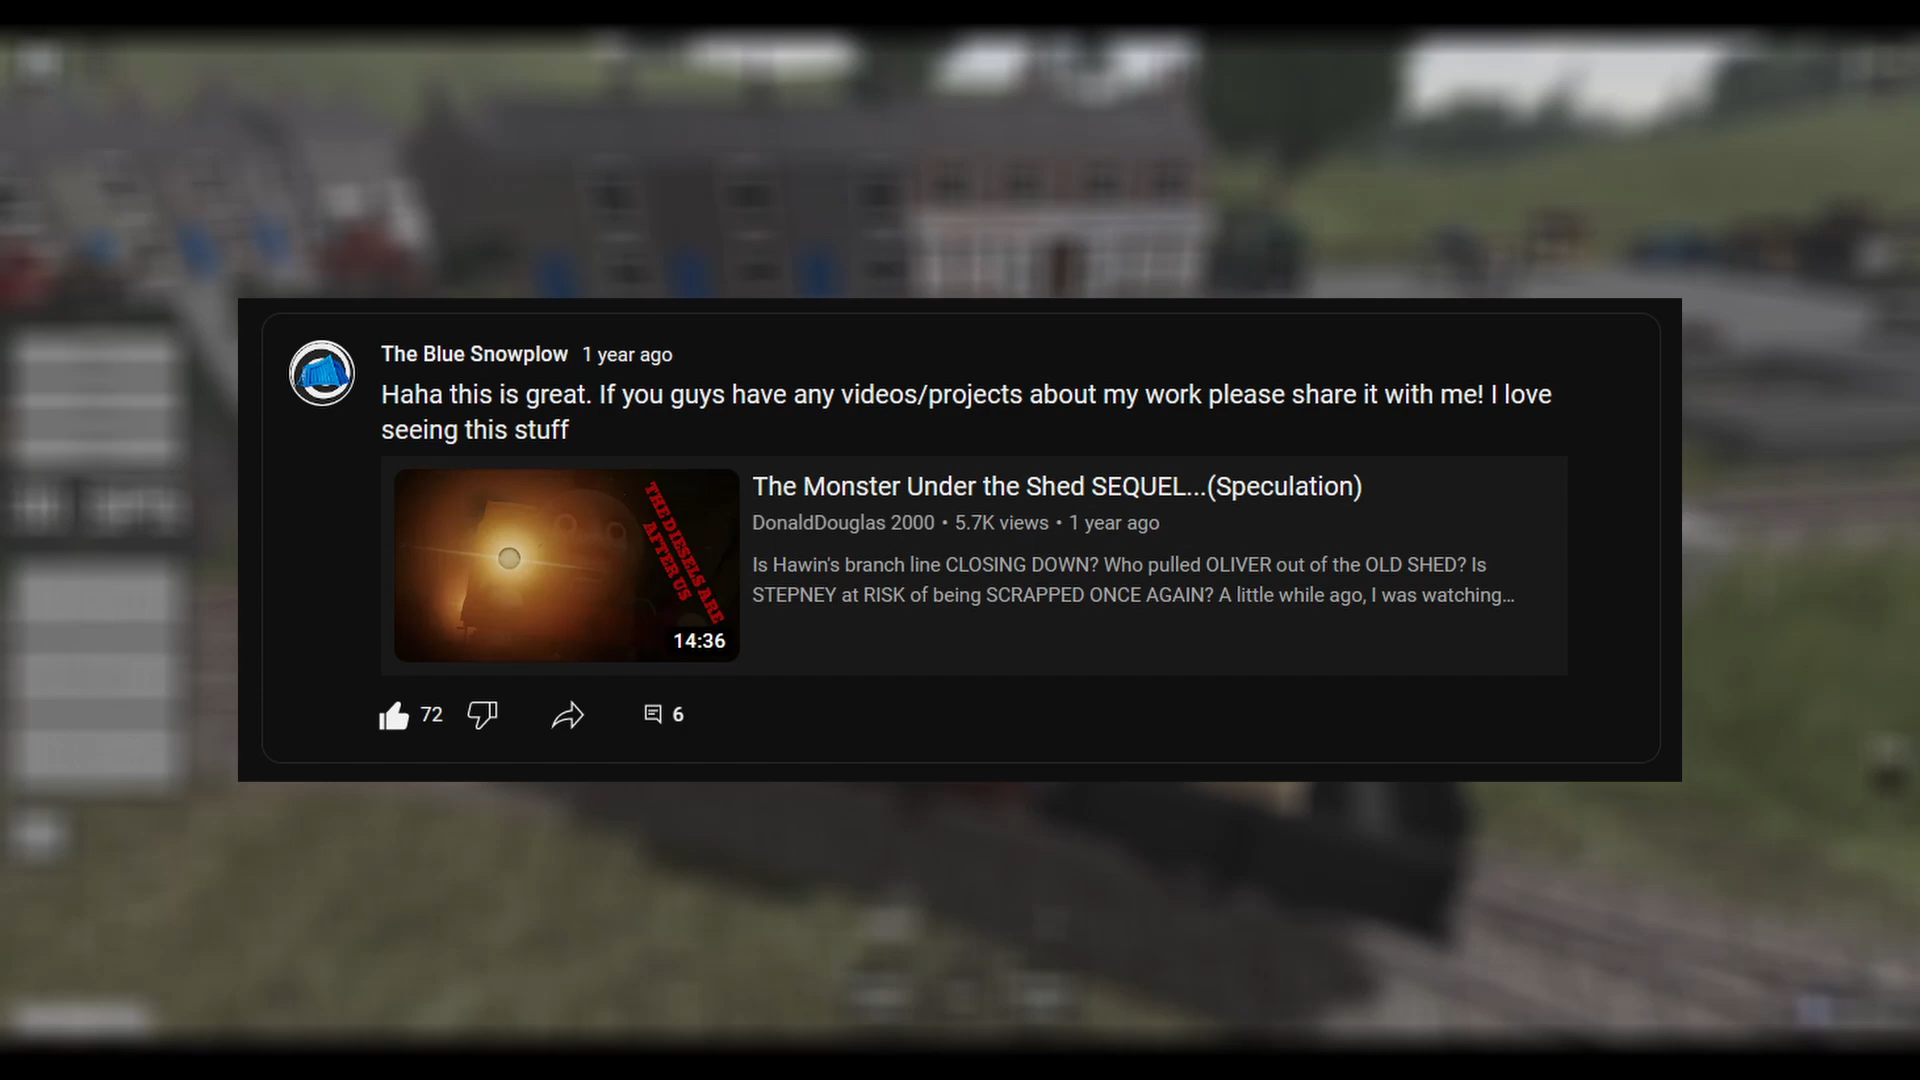 The Blue Snowplow 1 year ago
Haha this is great. If you guys have any videos/projects about my work please share it with me! I love
seeing this stuff
THE DIESELS ARE
AFTER US
14:36
The Monster Under the Shed SEQUEL...(Speculation)
DonaldDouglas 2000 • 5.7K views • 1 year ago
Is Hawin's branch line CLOSING DOWN? Who pulled OLIVER out of the OLD SHED? Is
STEPNEY at RISK of being SCRAPPED ONCE AGAIN? A little while ago, I was watching...
72
6